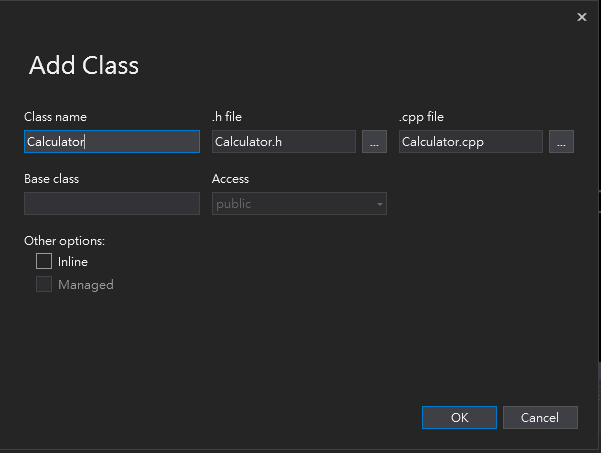 Add Class
Class name .h file .cpp file
Calculator Calculator.h ... Calculator.cpp ...
Base class Access
public
Other options:
Inline
Managed
OK Cancel